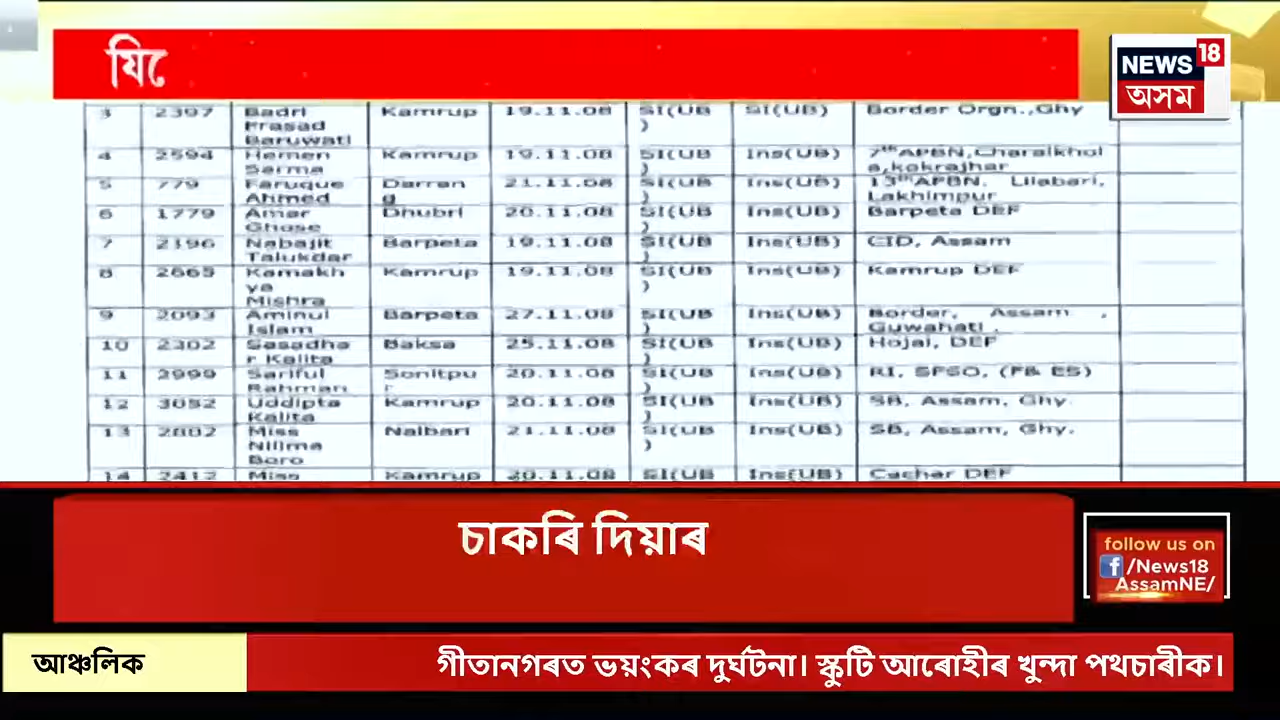 যিে
NEWS 18
অসম
3 2397 Badri Prasad Baruwati Kamrup 19.11.08 SI(UB) SI(UB) Border Orgn.,Ghy
4 2594 Hemen Sarma Kamrup 19.11.08 SI(UB) Ins(UB) 7thAPBN,Charaikhola,kokrajhar
5 779 Faruque Ahmed Darrang 21.11.08 SI(UB) Ins(UB) 13thAPBN, Lilabari, Lakhimpur
6 1779 Amar Ghose Dhubri 20.11.08 SI(UB) Ins(UB) Barpeta DEF
7 2196 Nabajit Talukdar Barpeta 19.11.08 SI(UB) Ins(UB) CID, Assam
8 2665 Kamakhya Mishra Kamrup 19.11.08 SI(UB) Ins(UB) Kamrup DEF
9 2093 Aminul Islam Barpeta 27.11.08 SI(UB) Ins(UB) Border, Assam , Guwahati .
10 2302 Sasadhar Kalita Baksa 25.11.08 SI(UB) Ins(UB) Hojai, DEF
11 2999 Sariful Rahman Sonitpur 20.11.08 SI(UB) Ins(UB) RI, SFSO, (F& ES)
12 3052 Uddipta Kalita Kamrup 20.11.08 SI(UB) Ins(UB) SB, Assam, Ghy.
13 2802 Miss Nilima Boro Nalbari 21.11.08 SI(UB) Ins(UB) SB, Assam, Ghy.
14 2412 Miss Kamrup 20.11.08 SI(UB Ins(UB) Cachar DEF
চাকৰি দিয়াৰ
follow us on
f/News18
AssamNE/
আঞ্চলিক
গীতানগৰত ভয়ংকৰ দুৰ্ঘটনা। স্কুটি আৰোহীৰ খুন্দা পথচাৰীক।